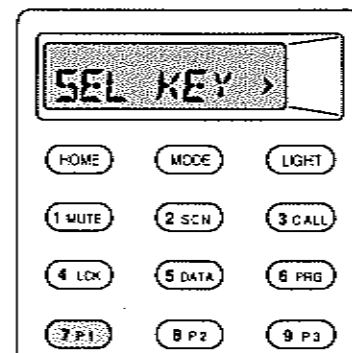 SEL KEY >
HOME MODE LIGHT
1 MUTE 2 SCN 3 CALL
4 LCK 5 DATA 6 PRG
7 P1 8 P2 9 P3